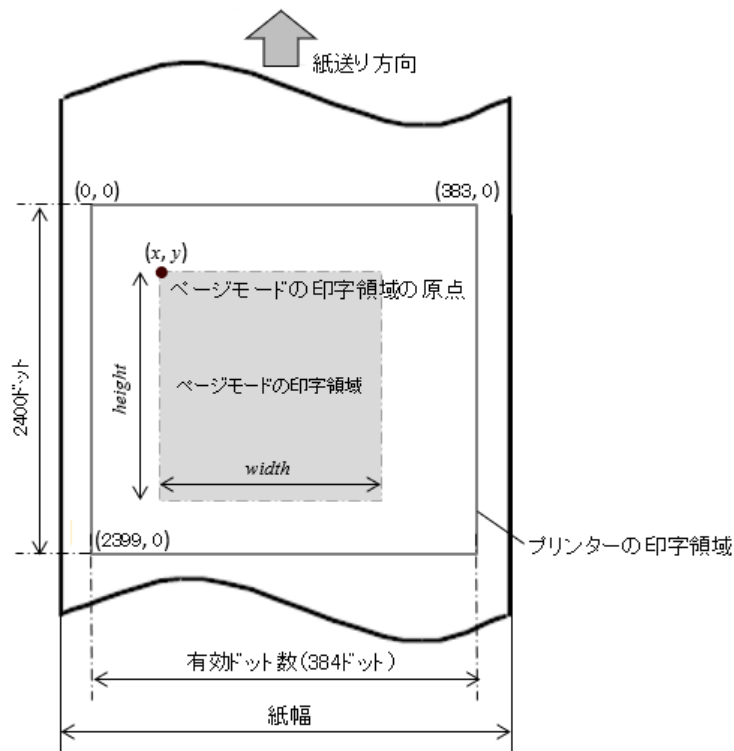 紙送り方向
(0, 0)
(383, 0)
(x, y)
ページモードの印字領域の原点
2400ドット
height
ページモードの印字領域
width
(2399, 0)
プリンターの印字領域
有効ドット数(384ドット)
紙幅